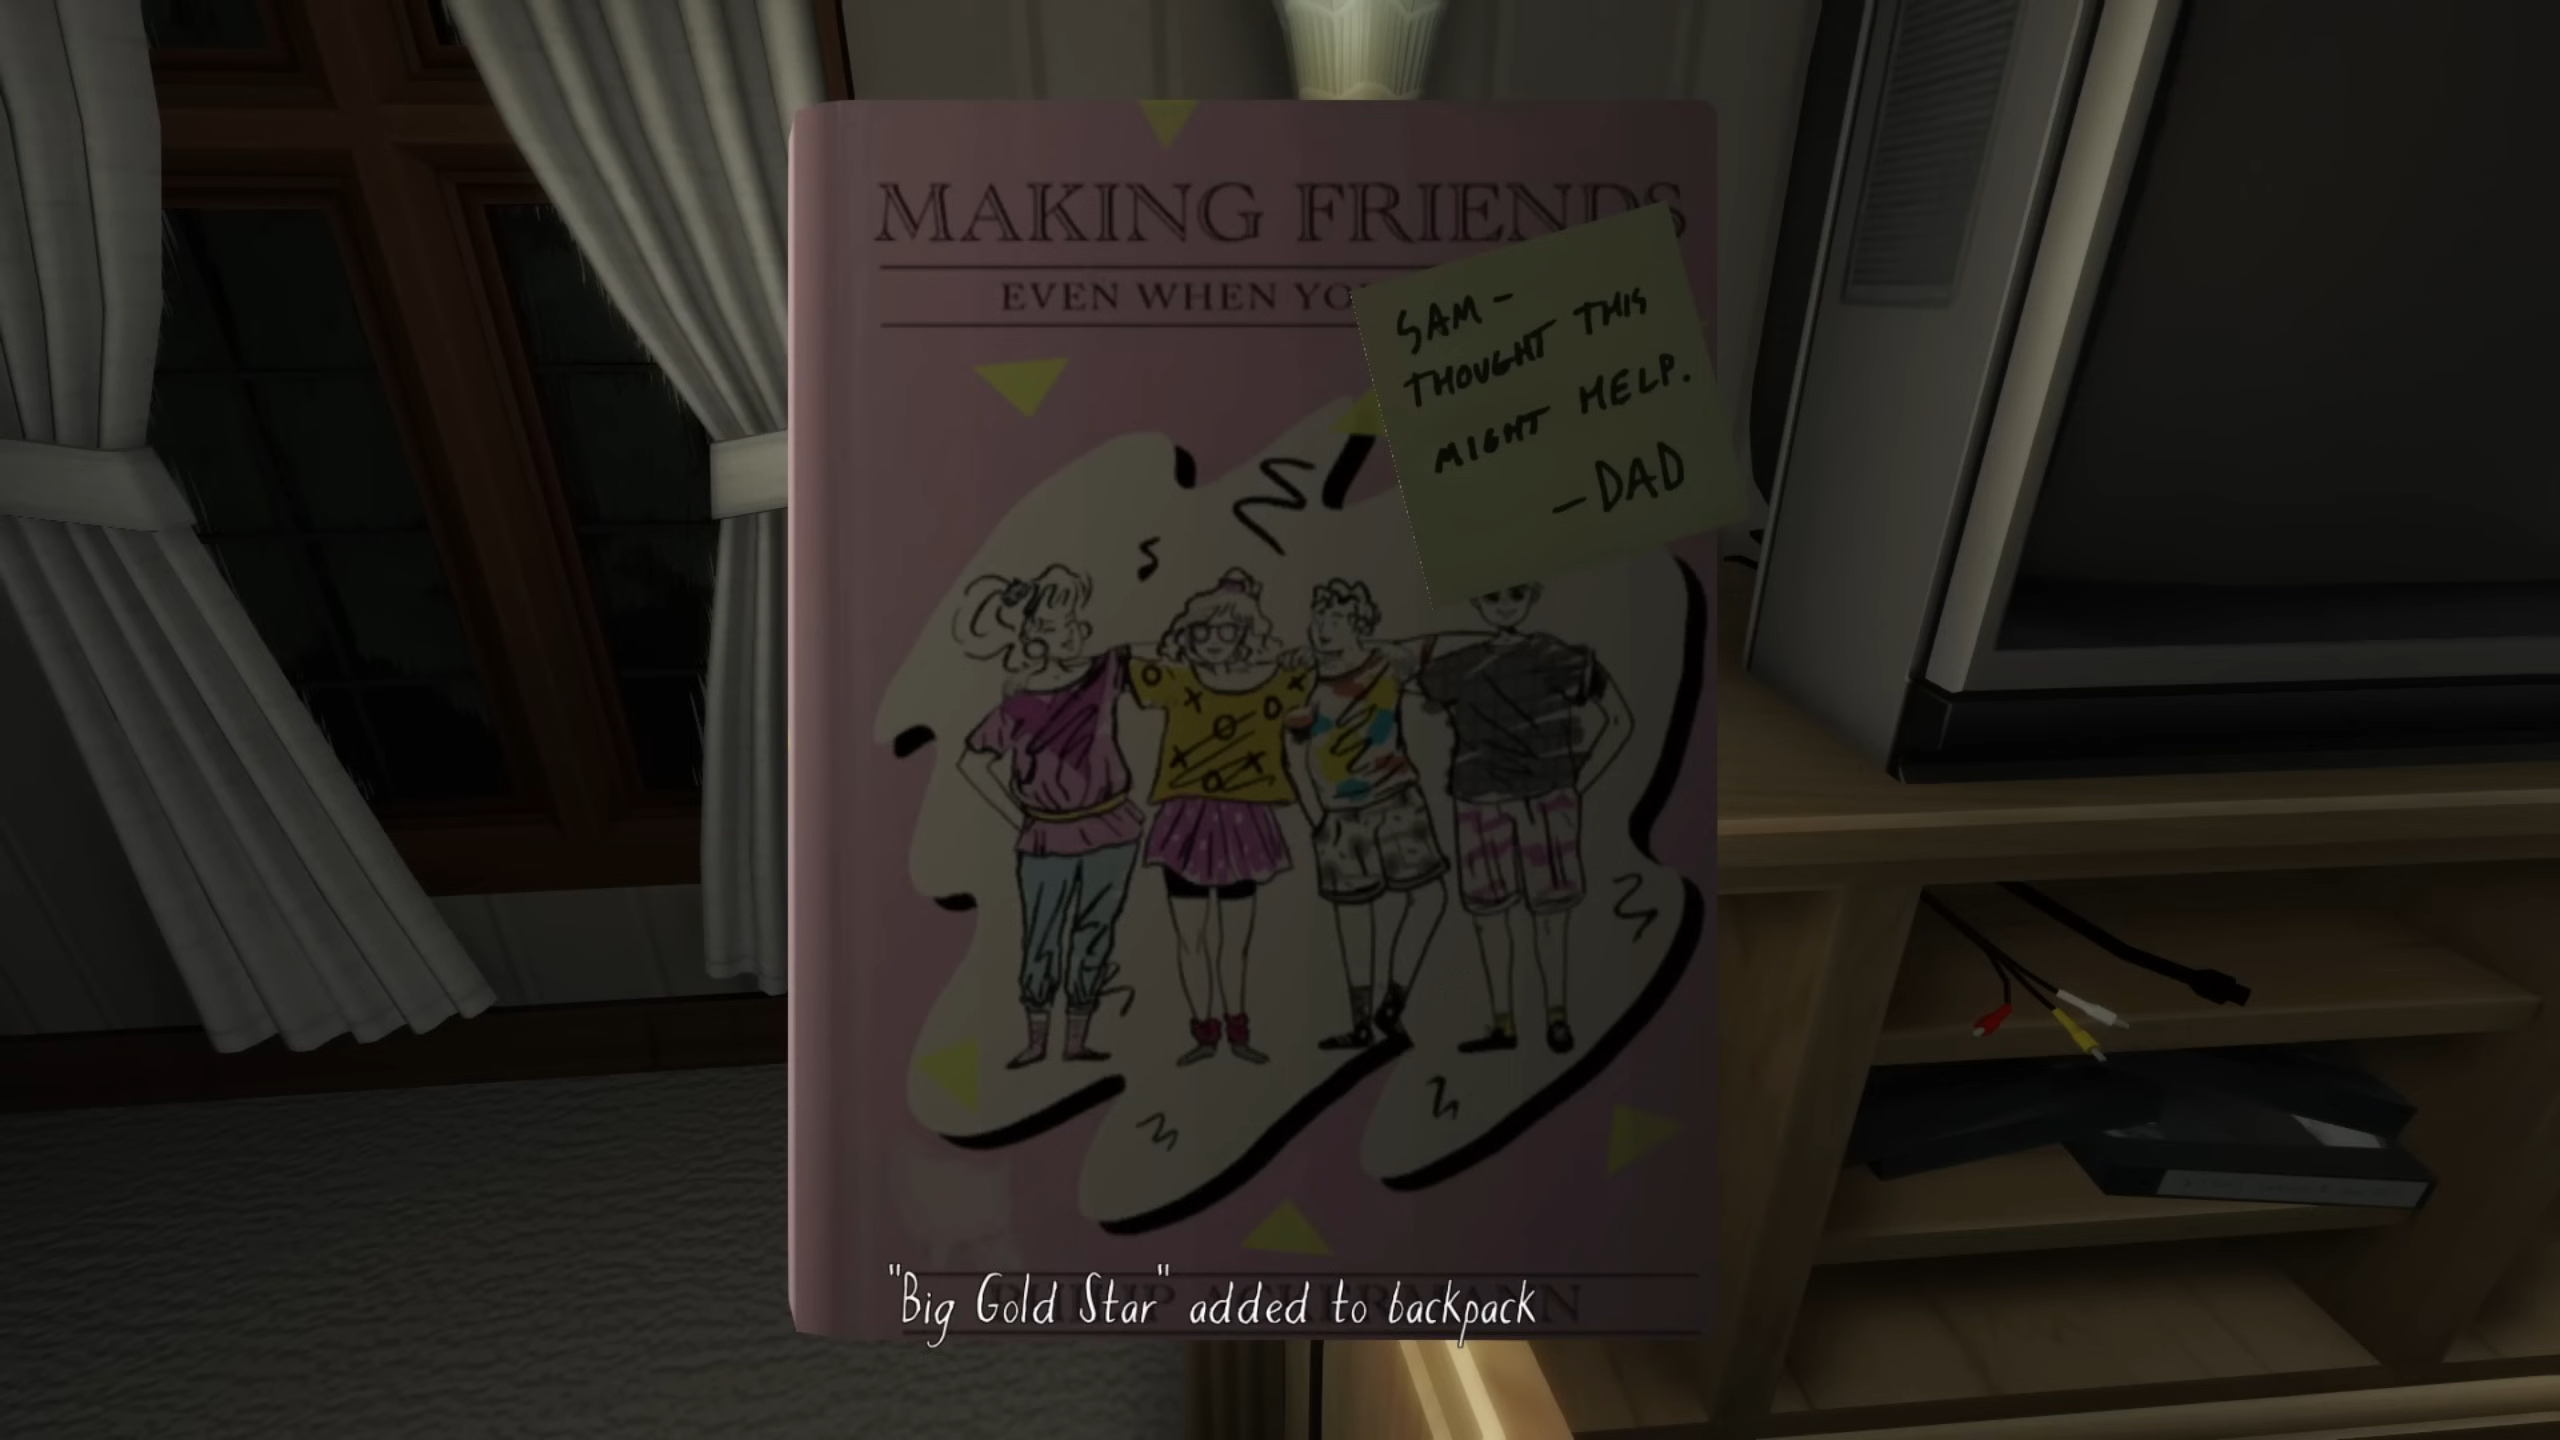 MAKING FRIENDS
EVEN WHEN YO
SAM -
THOUGHT THIS
MIGHT HELP.
- DAD
"Big Gold Star" added to backpack